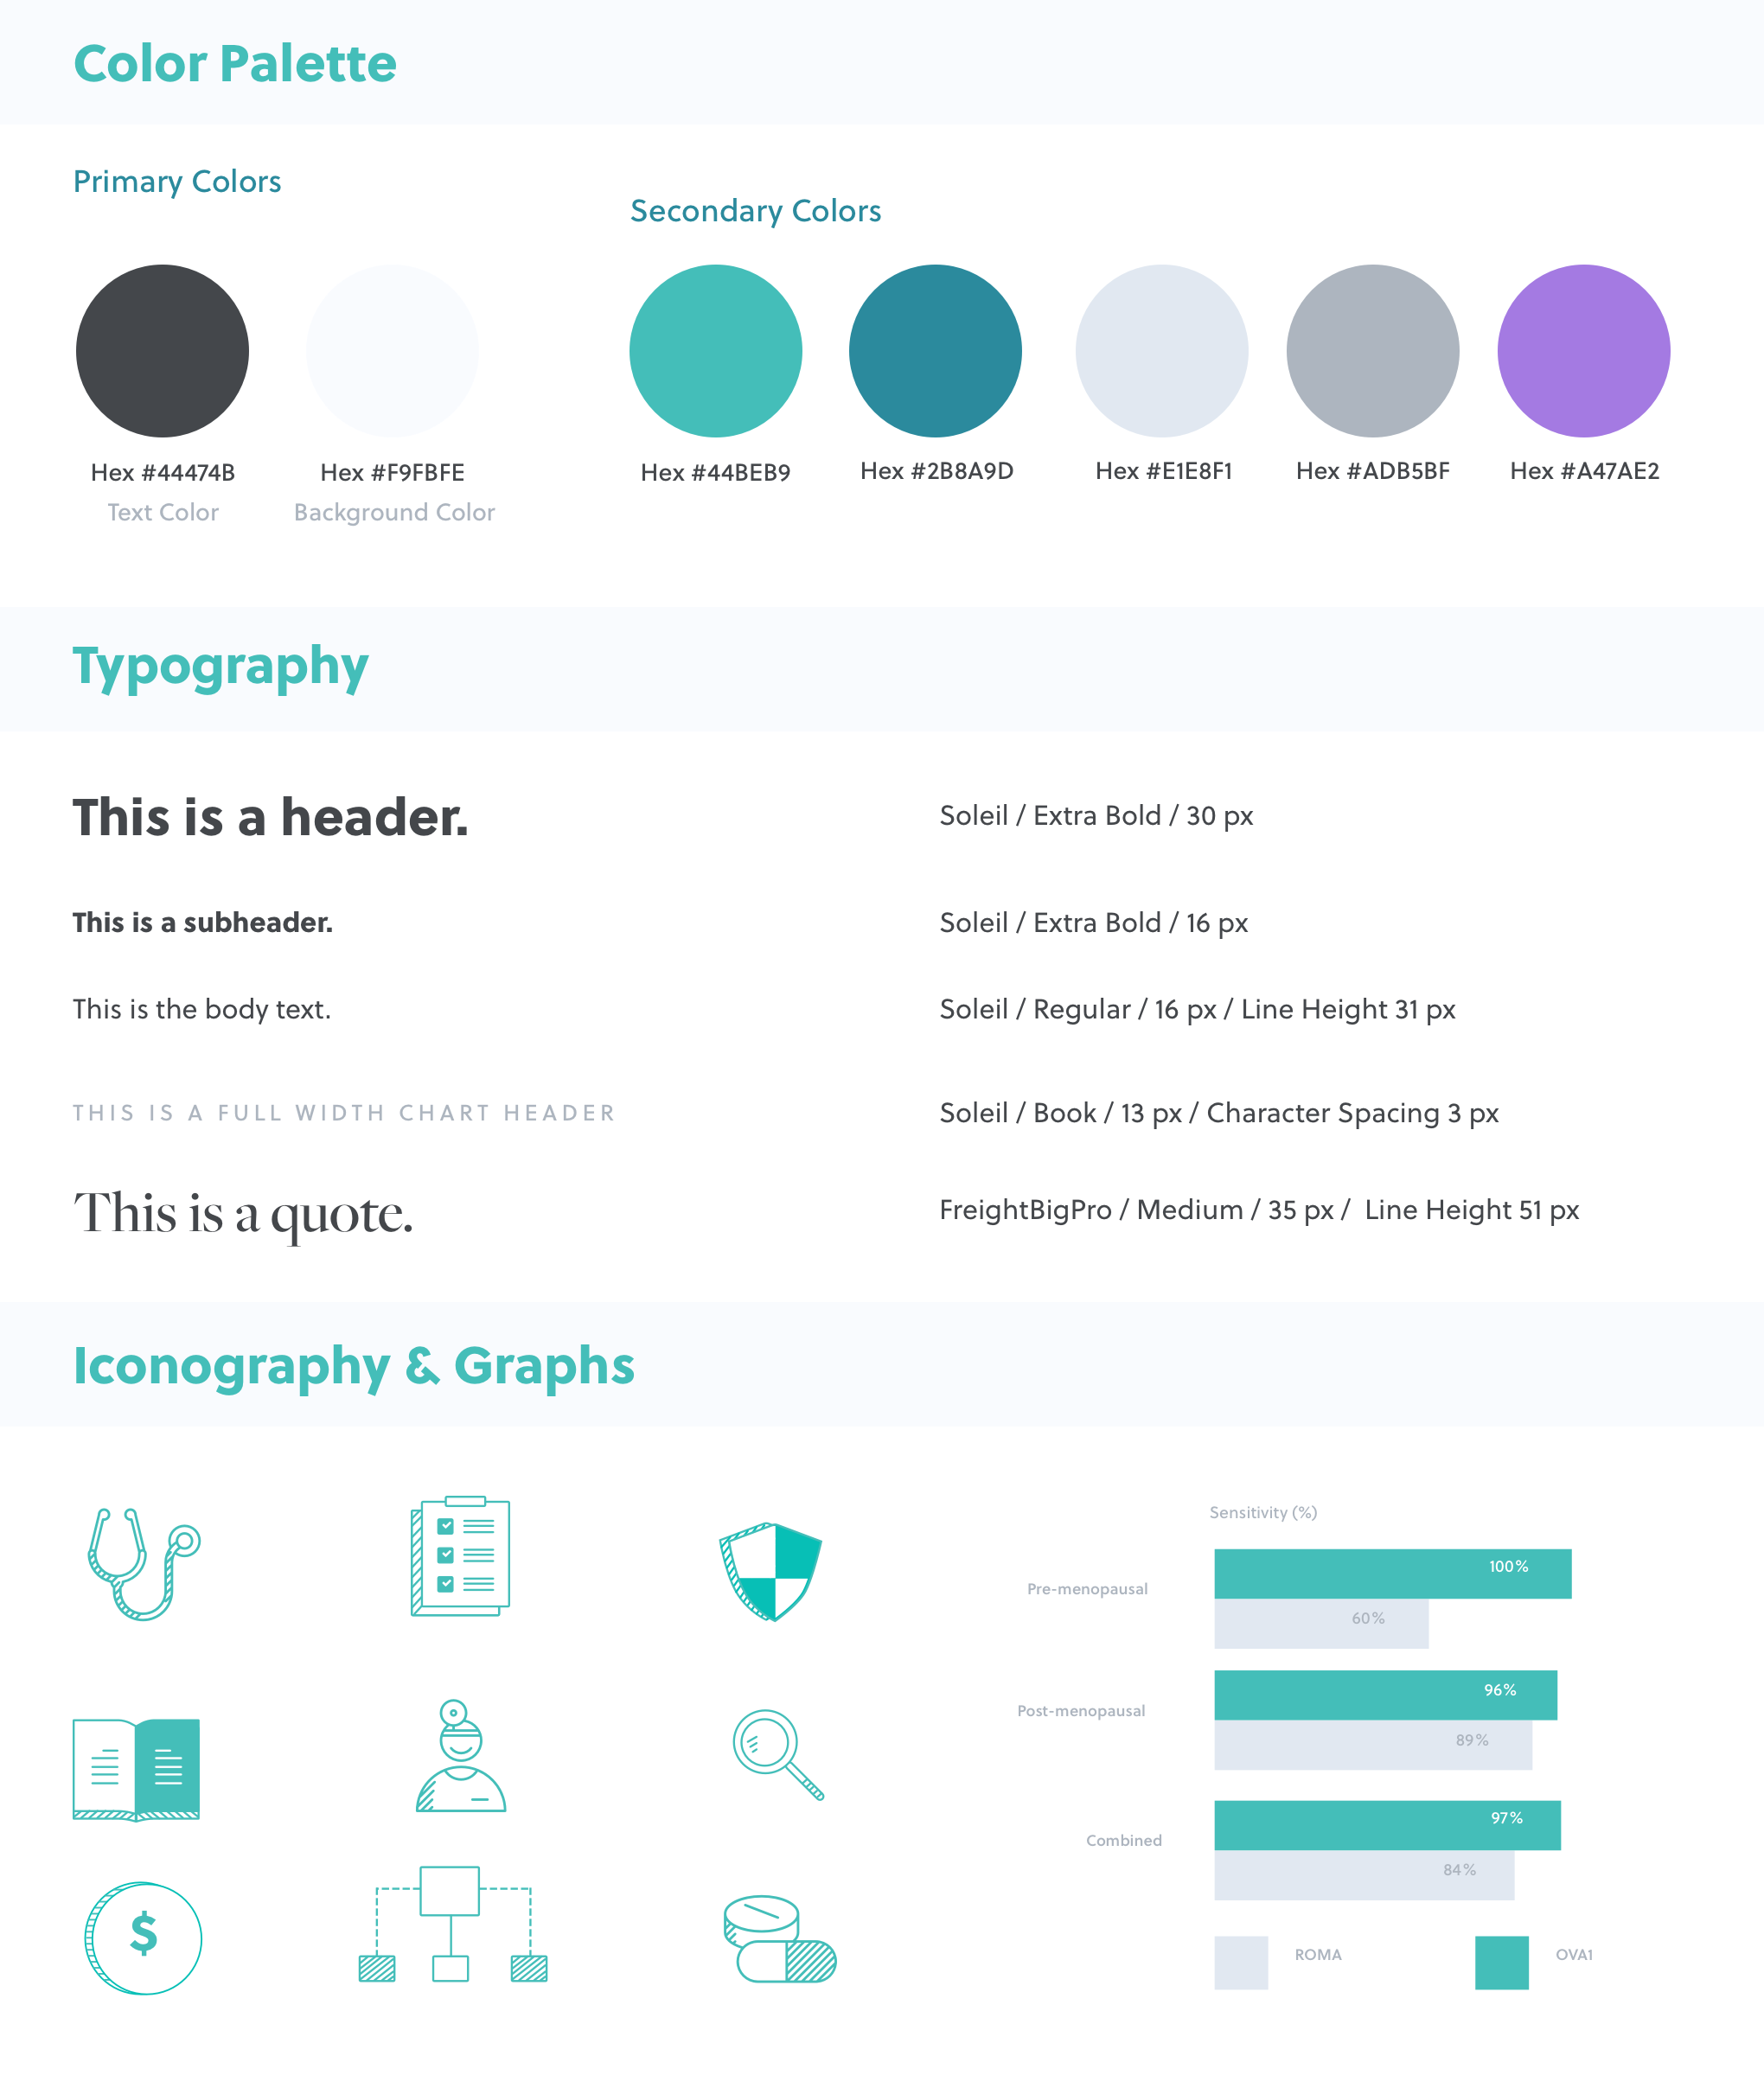 Color Palette
Primary Colors
Secondary Colors
Hex #44474B
Hex #F9FBFE
Hex #44BEB9
Hex #2B8A9D
Hex #E1E8F1
Hex #ADB5BF
Hex #A47AE2
Text Color
Background Color
Typography
This is a header.
Soleil / Extra Bold / 30 px
This is a subheader.
Soleil / Extra Bold / 16 px
This is the body text.
Soleil / Regular / 16 px / Line Height 31 px
THIS IS A FULL WIDTH CHART HEADER
Soleil / Book / 13 px / Character Spacing 3 px
This is a quote.
FreightBigPro / Medium / 35 px / Line Height 51 px
Iconography & Graphs
Sensitivity (%)
Pre-menopausal
100%
60%
Post-menopausal
96%
89%
Combined
97%
84%
$
ROMA
OVA1